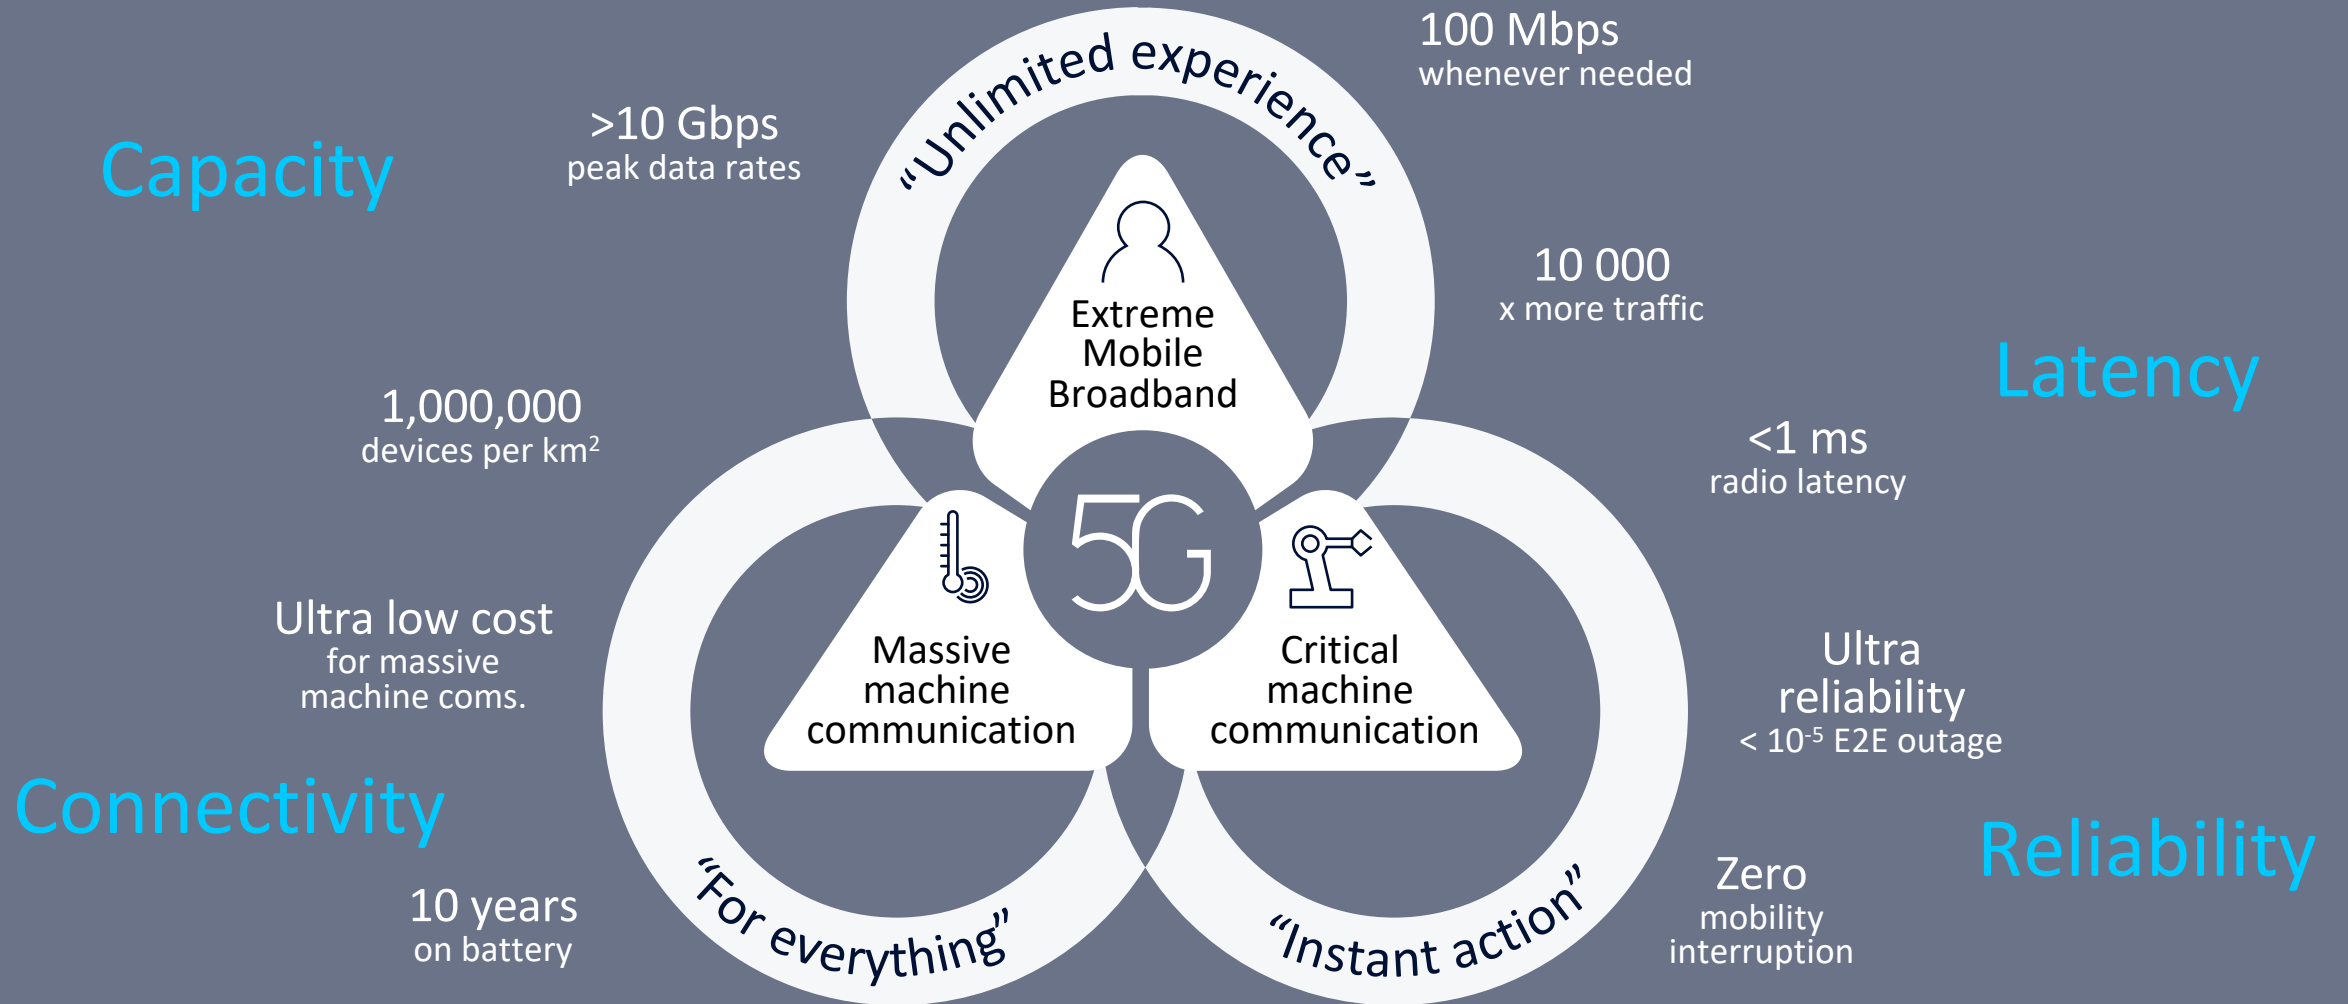 “Unlimited experience”
100 Mbps
whenever needed
>10 Gbps
peak data rates
Capacity
10 000
x more traffic
Extreme
Mobile
Broadband
Latency
1,000,000
devices per km²
<1 ms
radio latency
5G
Ultra low cost
for massive
machine coms.
Massive
machine
communication
Critical
machine
communication
Ultra
reliability
< 10⁻⁵ E2E outage
Connectivity
Reliability
10 years
on battery
“For everything”
“Instant action”
Zero
mobility
interruption